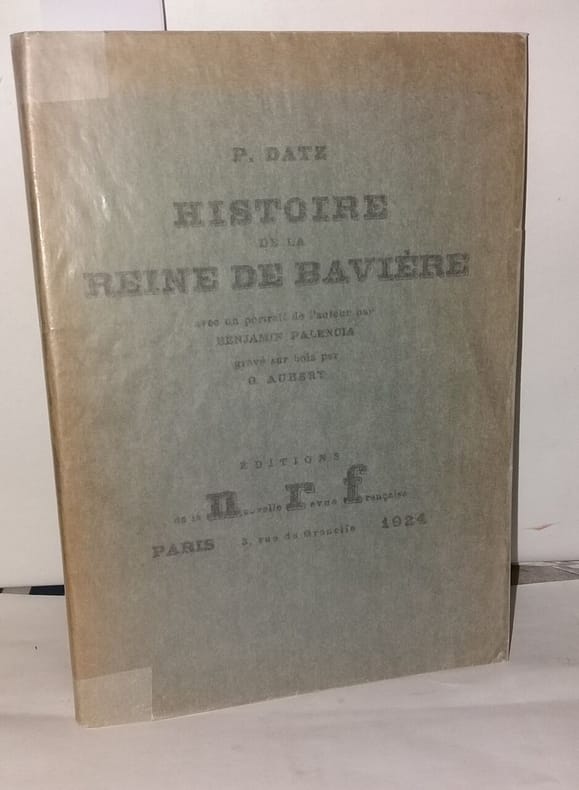 P. DATZ
HISTOIRE
DE LA
REINE DE BAVIÈRE
avec un portrait de l'auteur par
BENJAMIN PALENCIA
gravé sur bois par
G. AUBERT
ÉDITIONS
de la nouvelle revue française
PARIS 3, rue de Grenelle 1924